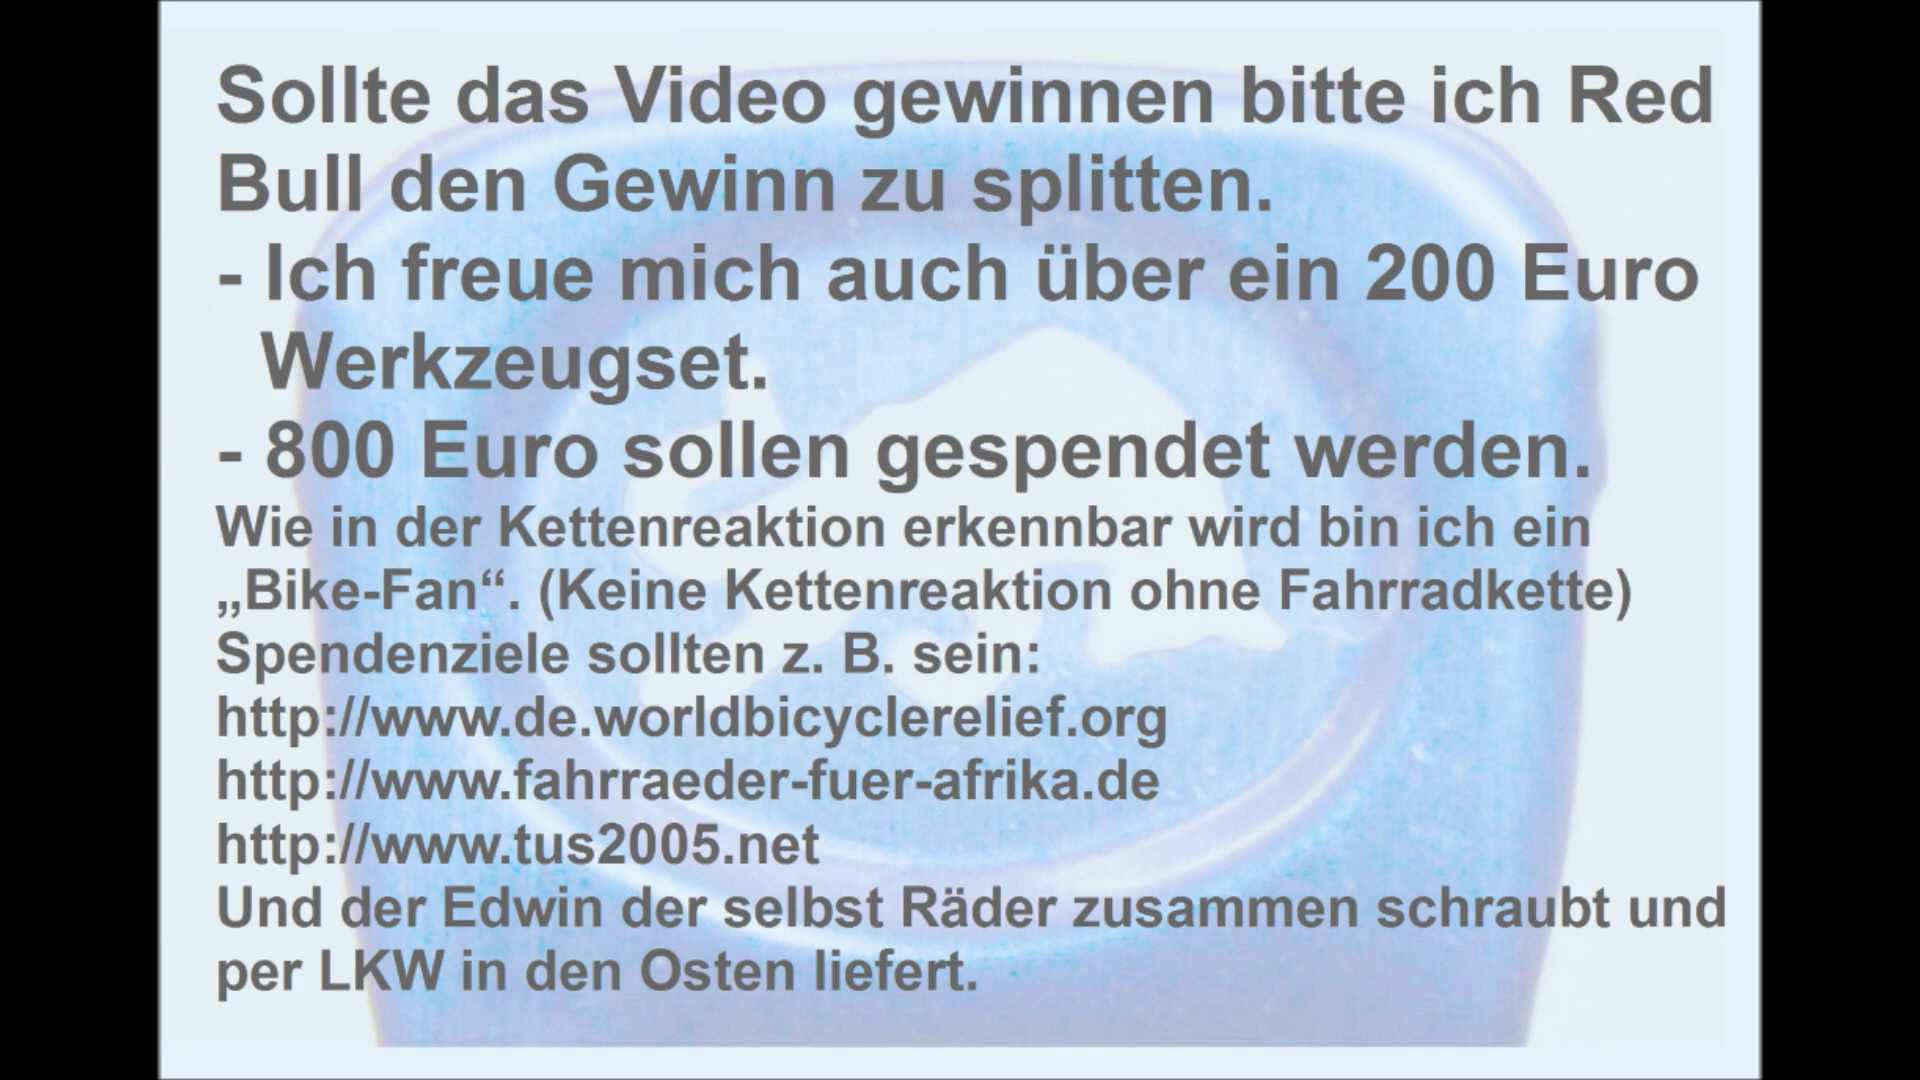 Sollte das Video gewinnen bitte ich Red
Bull den Gewinn zu splitten.
- Ich freue mich auch über ein 200 Euro
Werkzeugset.
- 800 Euro sollen gespendet werden.
Wie in der Kettenreaktion erkennbar wird bin ich ein
„Bike-Fan“. (Keine Kettenreaktion ohne Fahrradkette)
Spendenziele sollten z. B. sein:
http://www.de.worldbicyclerelief.org
http://www.fahrraeder-fuer-afrika.de
http://www.tus2005.net
Und der Edwin der selbst Räder zusammen schraubt und
per LKW in den Osten liefert.